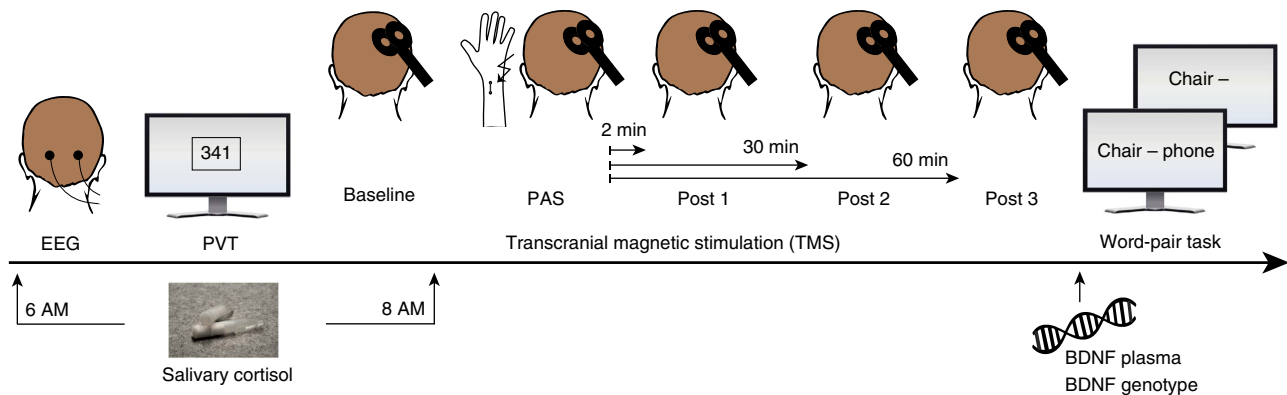 Chair –
341
Chair – phone
2 min
30 min
60 min
Baseline
PAS
Post 1
Post 2
Post 3
EEG
PVT
Transcranial magnetic stimulation (TMS)
Word-pair task
6 AM
8 AM
Salivary cortisol
BDNF plasma
BDNF genotype